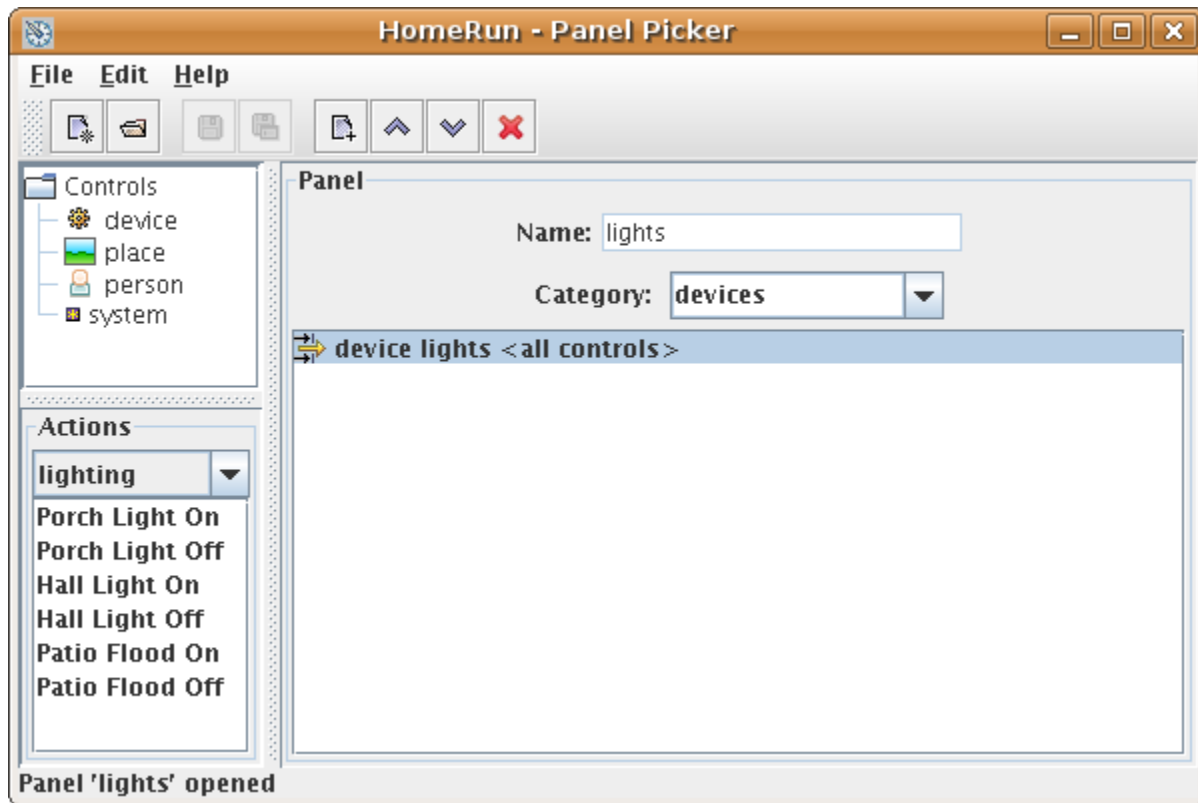 HomeRun - Panel Picker
File Edit Help
Controls
device
place
person
system
Actions
lighting
Porch Light On
Porch Light Off
Hall Light On
Hall Light Off
Patio Flood On
Patio Flood Off
Panel
Name: lights
Category: devices
device lights <all controls>
Panel 'lights' opened